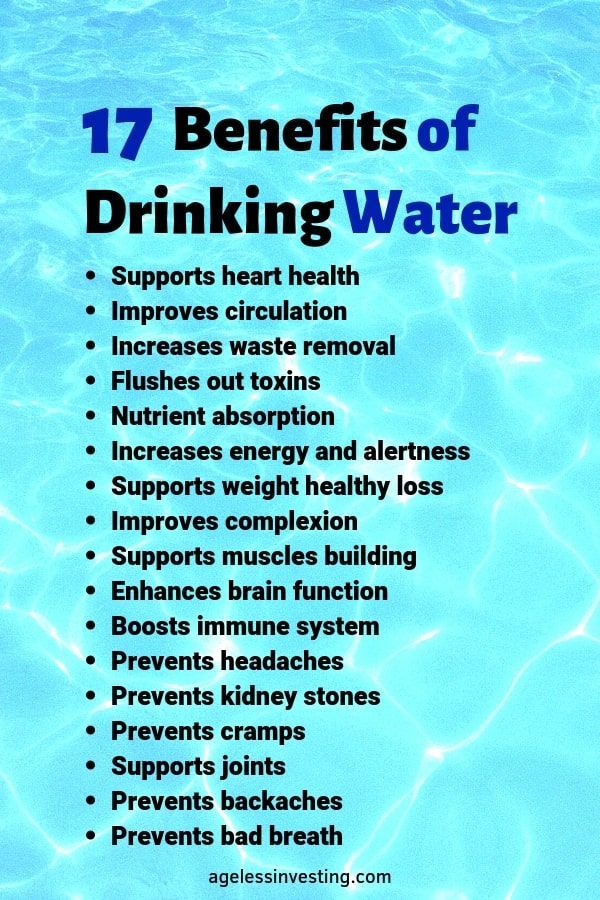 17 Benefits of
Drinking Water
• Supports heart health
• Improves circulation
• Increases waste removal
• Flushes out toxins
• Nutrient absorption
• Increases energy and alertness
• Supports weight healthy loss
• Improves complexion
• Supports muscles building
• Enhances brain function
• Boosts immune system
• Prevents headaches
• Prevents kidney stones
• Prevents cramps
• Supports joints
• Prevents backaches
• Prevents bad breath
agelessinvesting.com